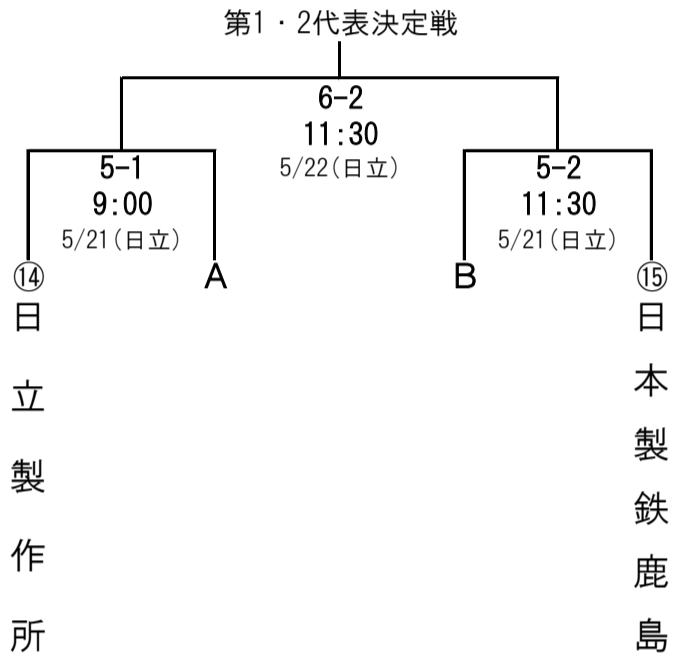 第1・2代表決定戦
6-2
11:30
5/22(日立)
5-1
9:00
5/21(日立)
5-2
11:30
5/21(日立)
⑭
日立製作所
A
B
⑮
日本製鉄鹿島